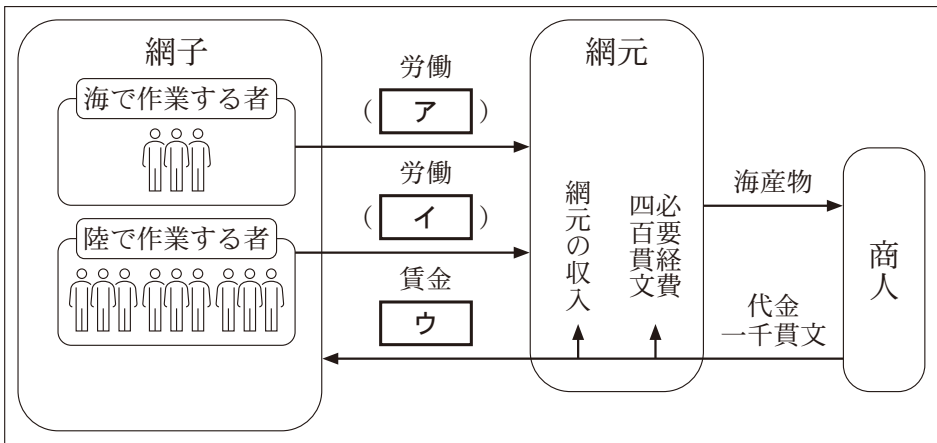 網子
海で作業する者
労働
(ア)
陸で作業する者
労働
(イ)
賃金
ウ
網元
網元の収入
必要経費
四百貫文
海産物
代金
一千貫文
商人